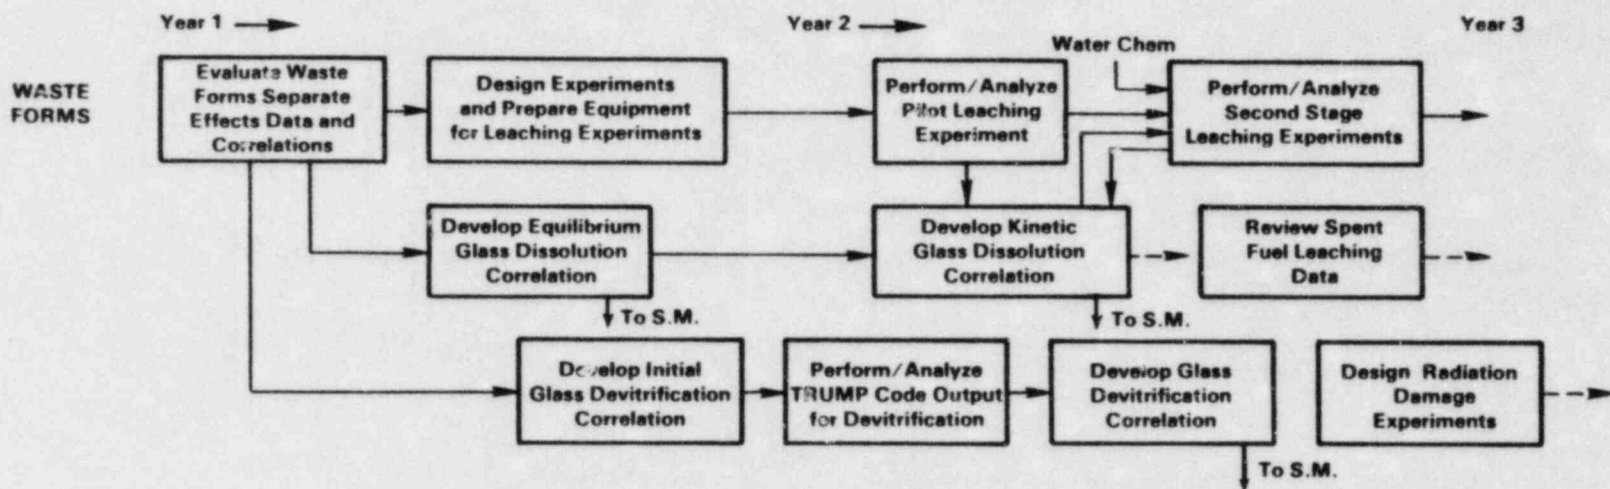 Year 1
Year 2
Year 3
Water Chem
WASTE
FORMS
Evaluate Waste
Forms Separate
Effects Data and
Correlations
Design Experiments
and Prepare Equipment
for Leaching Experiments
Perform/Analyze
Pilot Leaching
Experiment
Perform/Analyze
Second Stage
Leaching Experiments
Develop Equilibrium
Glass Dissolution
Correlation
Develop Kinetic
Glass Dissolution
Correlation
Review Spent
Fuel Leaching
Data
To S.M.
To S.M.
Develop Initial
Glass Devitrification
Correlation
Perform/Analyze
TRUMP Code Output
for Devitrification
Develop Glass
Devitrification
Correlation
Design Radiation
Damage
Experiments
To S.M.